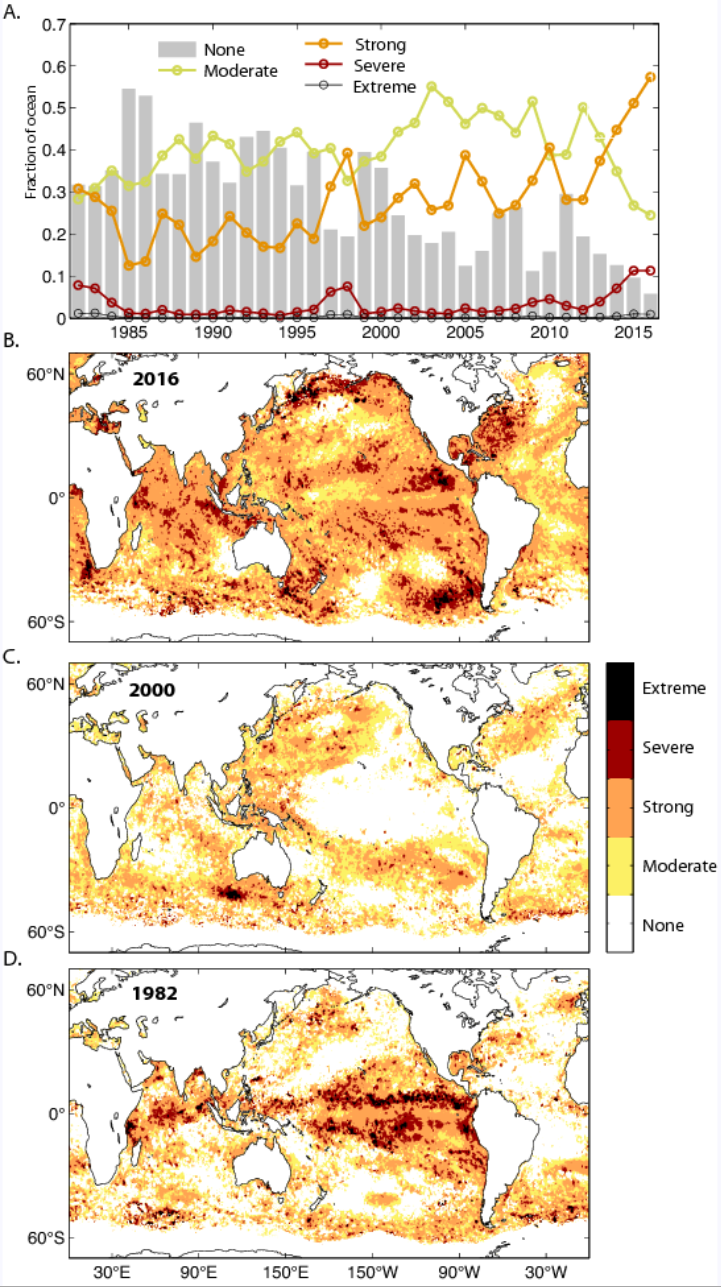 A.
0.7
0.6
0.5
0.4
0.3
0.2
0.1
0
Fraction of ocean
None
Moderate
Strong
Severe
Extreme
1985 1990 1995 2000 2005 2010 2015
B.
2016
60°N
0°
60°S
C.
2000
60°N
0°
60°S
Extreme
Severe
Strong
Moderate
None
D.
1982
60°N
0°
60°S
30°E 90°E 150°E 150°W 90°W 30°W